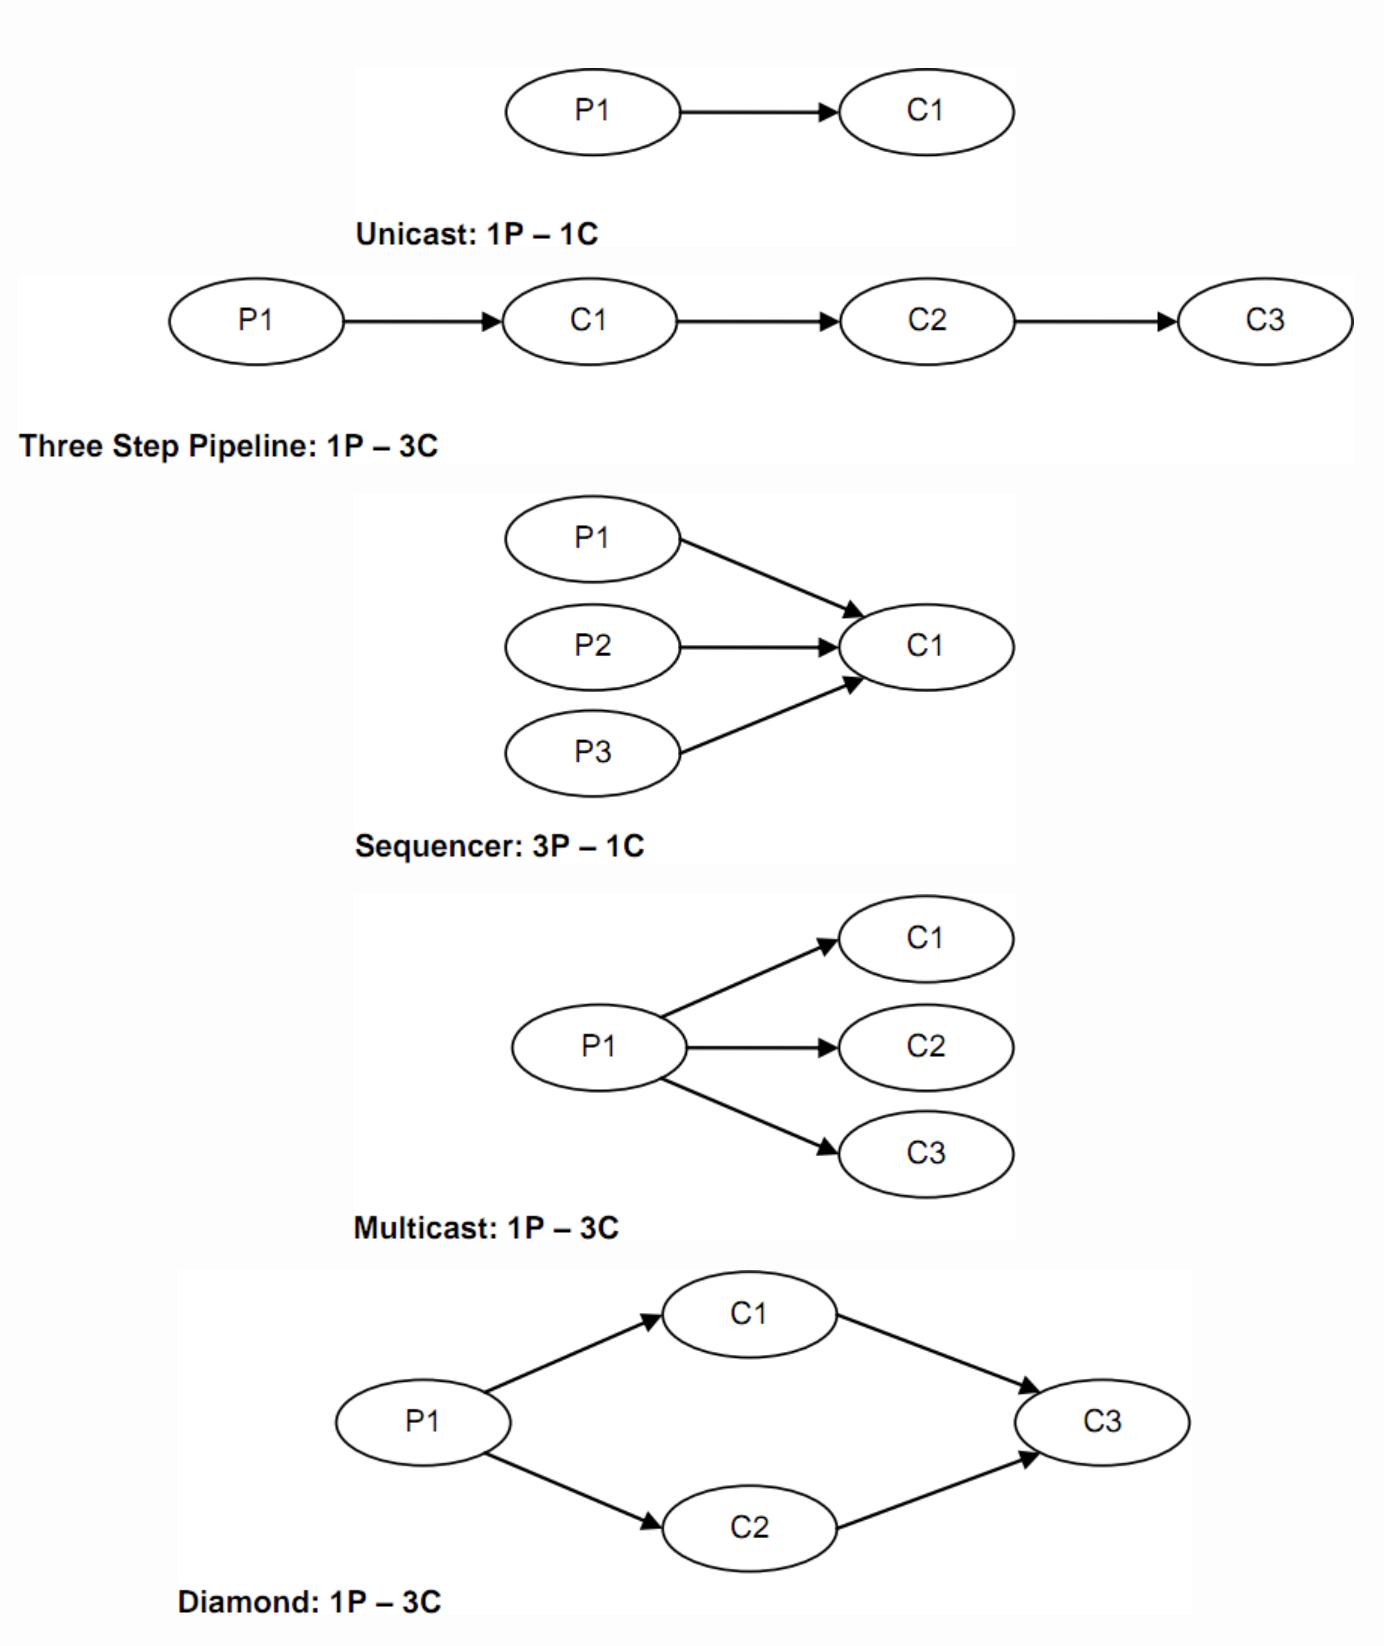 P1 C1
Unicast: 1P – 1C
P1 C1 C2 C3
Three Step Pipeline: 1P – 3C
P1
P2 C1
P3
Sequencer: 3P – 1C
C1
P1 C2
C3
Multicast: 1P – 3C
C1
P1 C3
C2
Diamond: 1P – 3C